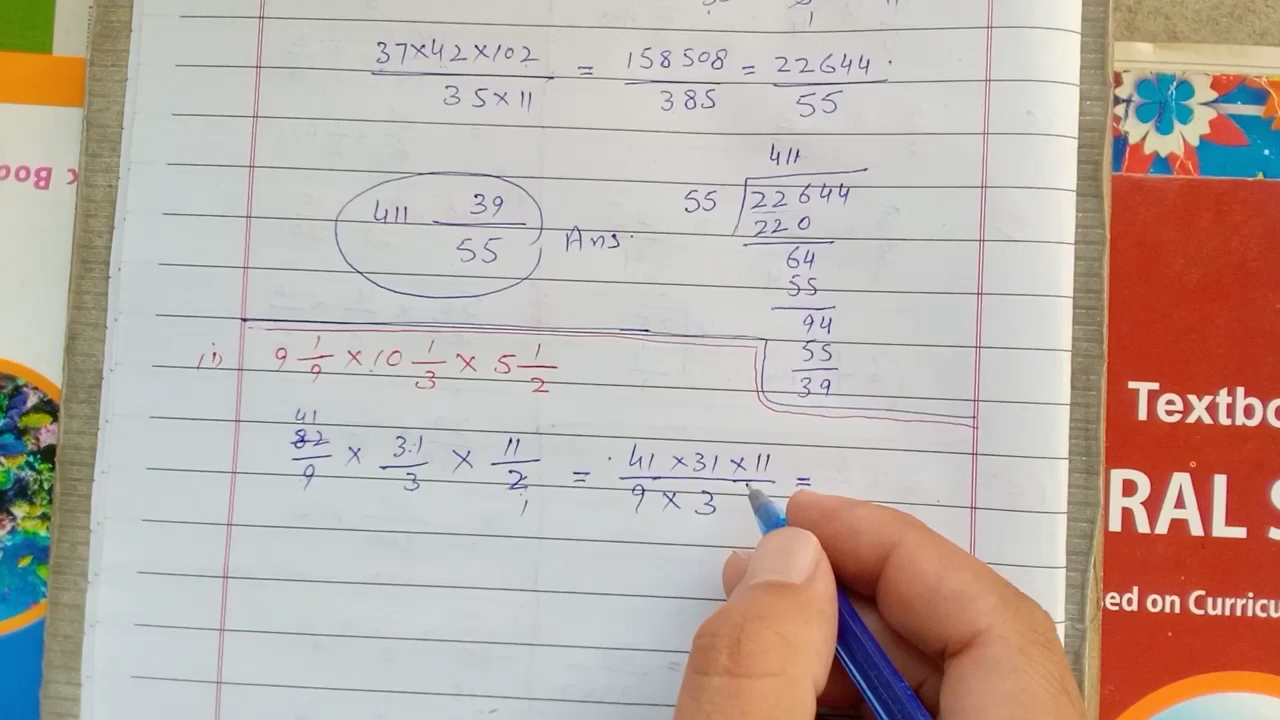 37×42×102 / 35×11 = 158508 / 385 = 22644 / 55
411
55 22644
220
64
55
94
55
39
411 39/55 Ans.
ii) 9 1/9 × 10 1/3 × 5 1/2
41
82/9 × 31/3 × 11/2 = 41 × 31 × 11 / 9 × 3 =
1
k Boo
Textbo
RAL S
ed on Curricu